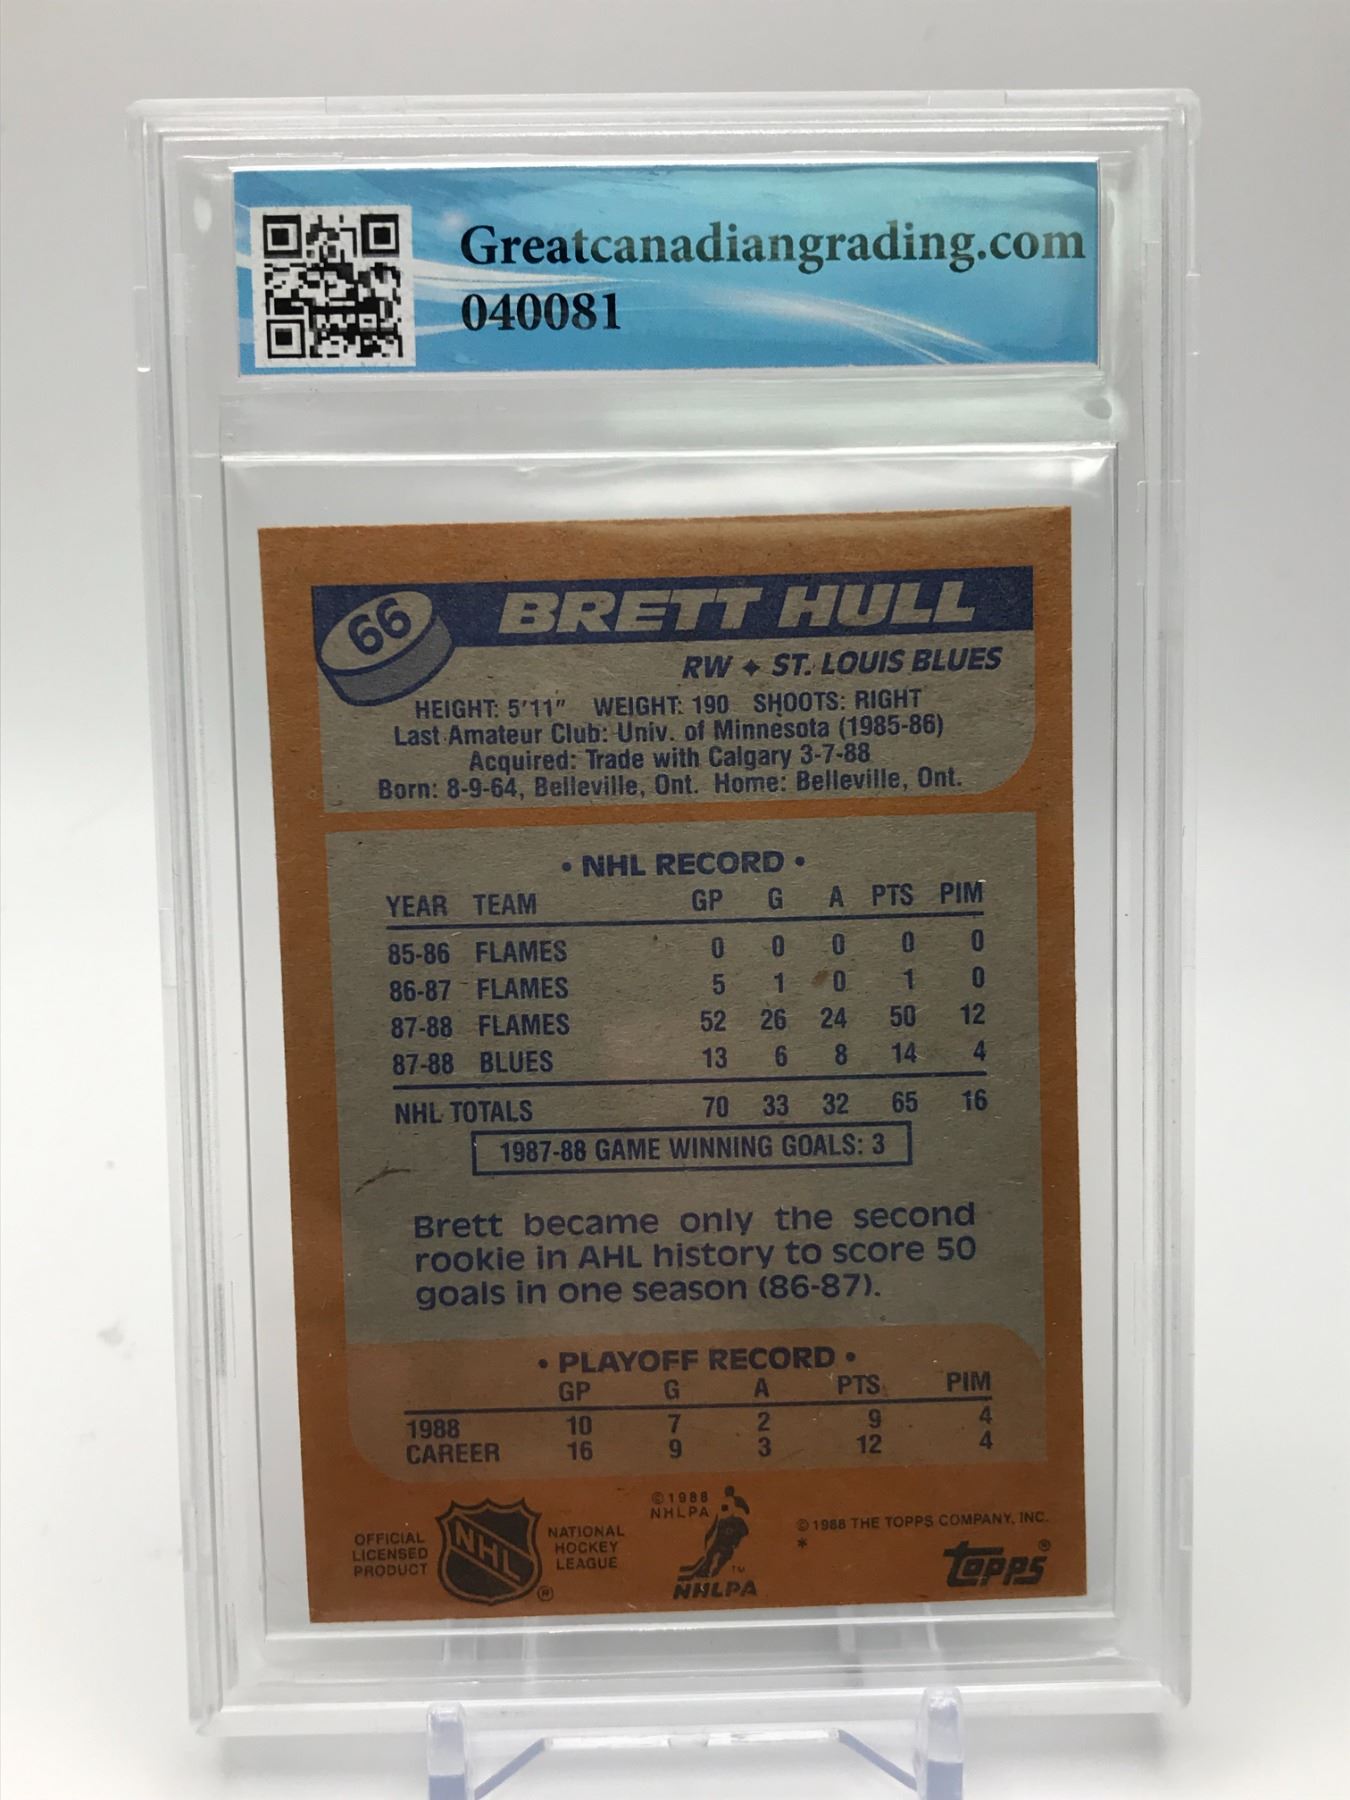 Greatcanadiangrading.com
040081
66 BRETT HULL
RW ✦ ST. LOUIS BLUES
HEIGHT: 5'11" WEIGHT: 190 SHOOTS: RIGHT
Last Amateur Club: Univ. of Minnesota (1985-86)
Acquired: Trade with Calgary 3-7-88
Born: 8-9-64, Belleville, Ont. Home: Belleville, Ont.
• NHL RECORD •
YEAR TEAM GP G A PTS PIM
85-86 FLAMES 0 0 0 0 0
86-87 FLAMES 5 1 0 1 0
87-88 FLAMES 52 26 24 50 12
87-88 BLUES 13 6 8 14 4
NHL TOTALS 70 33 32 65 16
1987-88 GAME WINNING GOALS: 3
Brett became only the second
rookie in AHL history to score 50
goals in one season (86-87).
• PLAYOFF RECORD •
GP G A PTS PIM
1988 10 7 2 9 4
CAREER 16 9 3 12 4
OFFICIAL
LICENSED
PRODUCT
NHL
®
NATIONAL
HOCKEY
LEAGUE
©1988
NHLPA
TM
NHLPA
©1988 THE TOPPS COMPANY, INC.
*
topps®